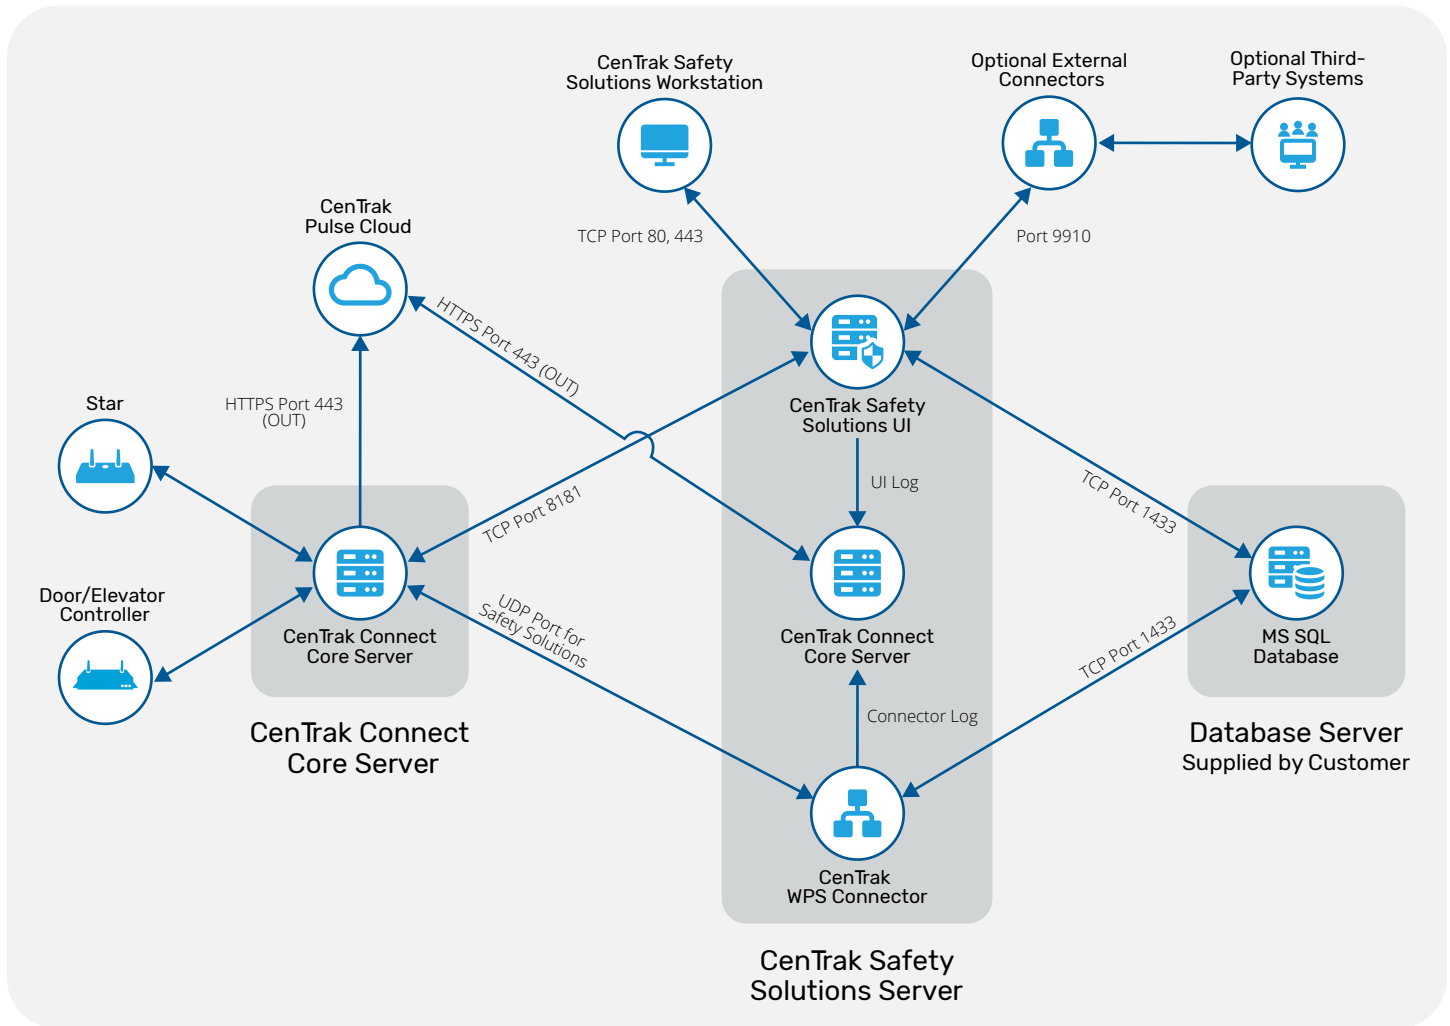 CenTrak Safety
Solutions Workstation
Optional External
Connectors
Optional Third-
Party Systems
CenTrak
Pulse Cloud
TCP Port 80, 443
Port 9910
HTTPS Port 443 (OUT)
HTTPS Port 443
(OUT)
Star
CenTrak Safety
Solutions UI
UI Log
TCP Port 8181
TCP Port 1433
Door/Elevator
Controller
UDP Port for
Safety Solutions
CenTrak Connect
Core Server
CenTrak Connect
Core Server
MS SQL
Database
TCP Port 1433
Connector Log
CenTrak Connect
Core Server
Database Server
Supplied by Customer
CenTrak
WPS Connector
CenTrak Safety
Solutions Server